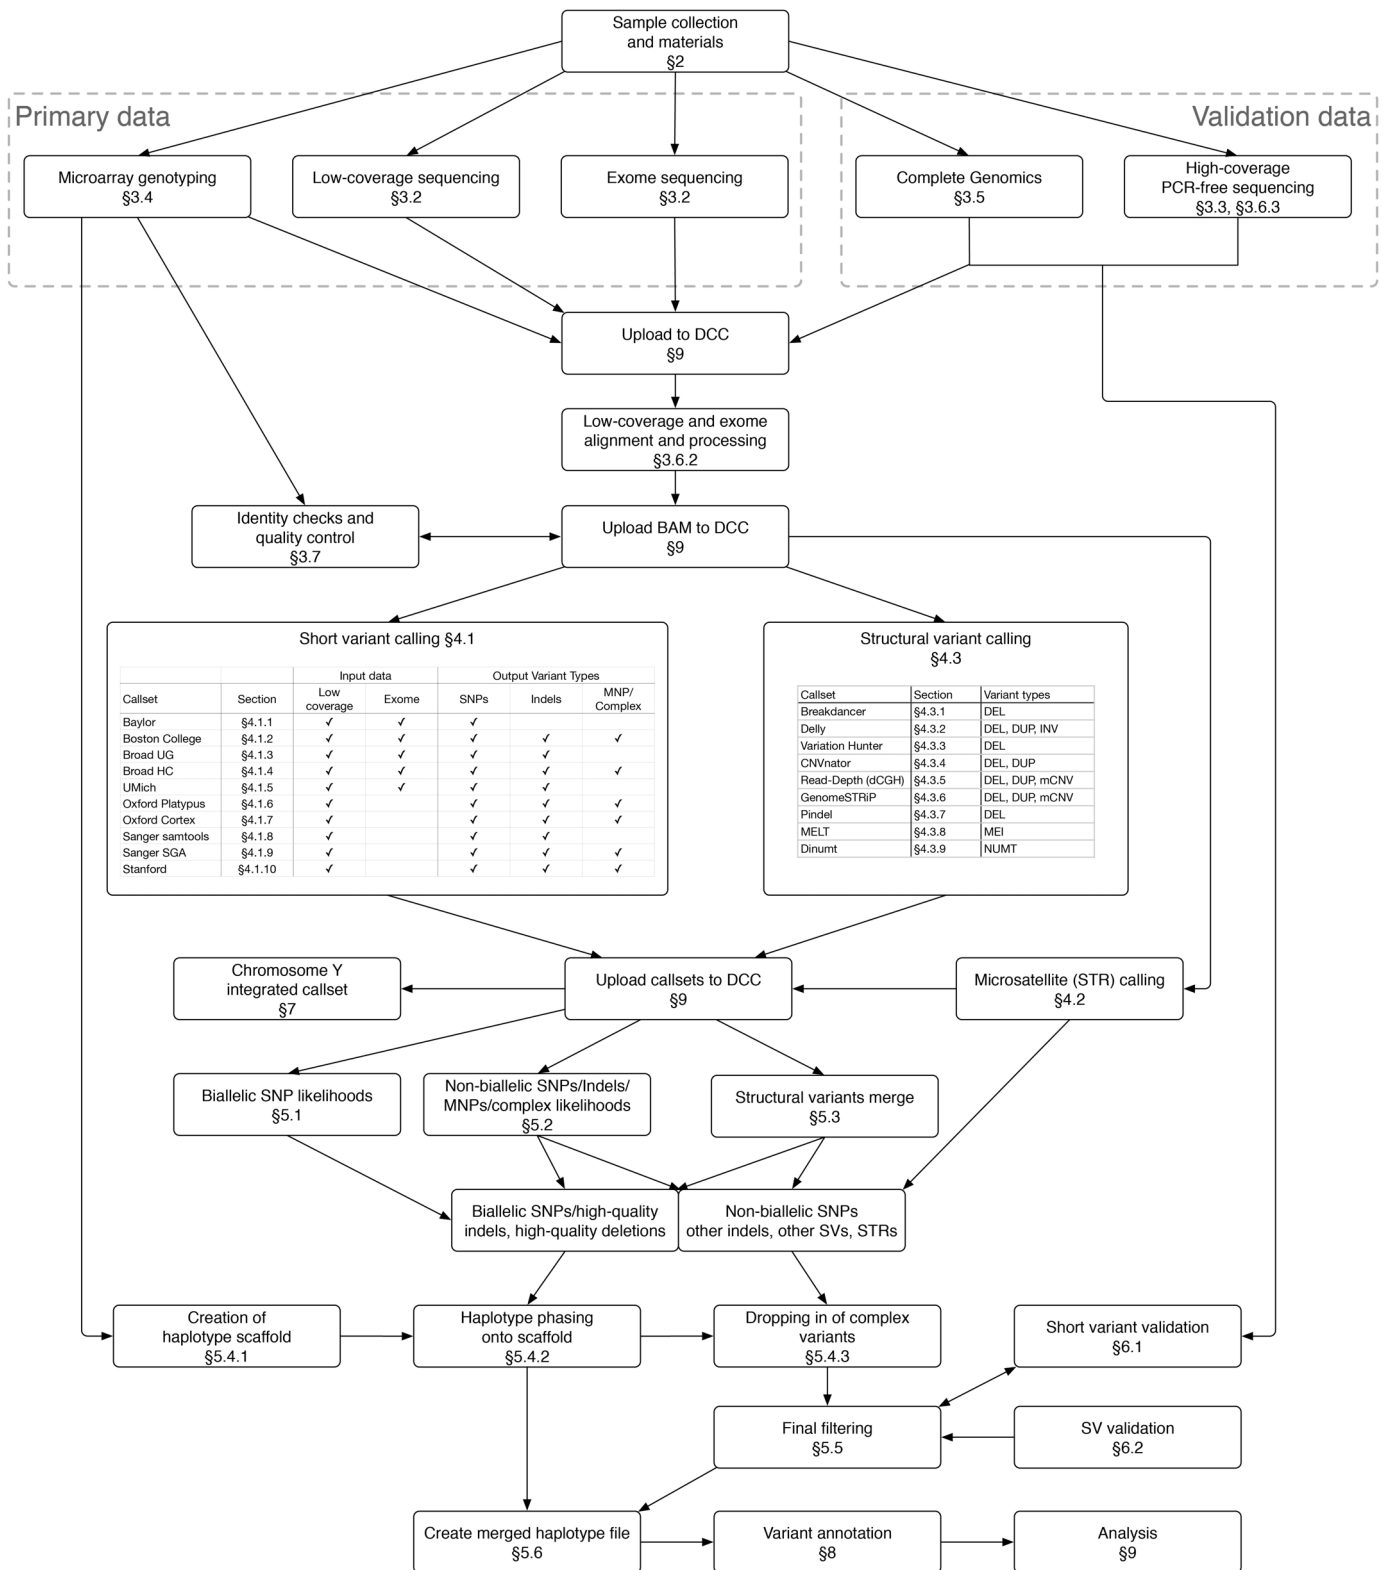 Sample collection
and materials
§2
Primary data
Validation data
Microarray genotyping
§3.4
Low-coverage sequencing
§3.2
Exome sequencing
§3.2
Complete Genomics
§3.5
High-coverage
PCR-free sequencing
§3.3, §3.6.3
Upload to DCC
§9
Low-coverage and exome
alignment and processing
§3.6.2
Identity checks and
quality control
§3.7
Upload BAM to DCC
§9
Short variant calling §4.1
Input data Output Variant Types
Callset Section Low coverage Exome SNPs Indels MNP/ Complex
Baylor §4.1.1 ✓ ✓ ✓
Boston College §4.1.2 ✓ ✓ ✓ ✓ ✓
Broad UG §4.1.3 ✓ ✓ ✓ ✓
Broad HC §4.1.4 ✓ ✓ ✓ ✓ ✓
UMich §4.1.5 ✓ ✓ ✓ ✓
Oxford Platypus §4.1.6 ✓ ✓ ✓ ✓
Oxford Cortex §4.1.7 ✓ ✓ ✓ ✓
Sanger samtools §4.1.8 ✓ ✓ ✓
Sanger SGA §4.1.9 ✓ ✓ ✓ ✓
Stanford §4.1.10 ✓ ✓ ✓ ✓
Structural variant calling
§4.3
Callset Section Variant types
Breakdancer §4.3.1 DEL
Delly §4.3.2 DEL, DUP, INV
Variation Hunter §4.3.3 DEL
CNVnator §4.3.4 DEL, DUP
Read-Depth (dCGH) §4.3.5 DEL, DUP, mCNV
GenomeSTRiP §4.3.6 DEL, DUP, mCNV
Pindel §4.3.7 DEL
MELT §4.3.8 MEI
Dinumt §4.3.9 NUMT
Chromosome Y
integrated callset
§7
Upload callsets to DCC
§9
Microsatellite (STR) calling
§4.2
Biallelic SNP likelihoods
§5.1
Non-biallelic SNPs/Indels/
MNPs/complex likelihoods
§5.2
Structural variants merge
§5.3
Biallelic SNPs/high-quality
indels, high-quality deletions
Non-biallelic SNPs
other indels, other SVs, STRs
Creation of
haplotype scaffold
§5.4.1
Haplotype phasing
onto scaffold
§5.4.2
Dropping in of complex
variants
§5.4.3
Short variant validation
§6.1
Final filtering
§5.5
SV validation
§6.2
Create merged haplotype file
§5.6
Variant annotation
§8
Analysis
§9